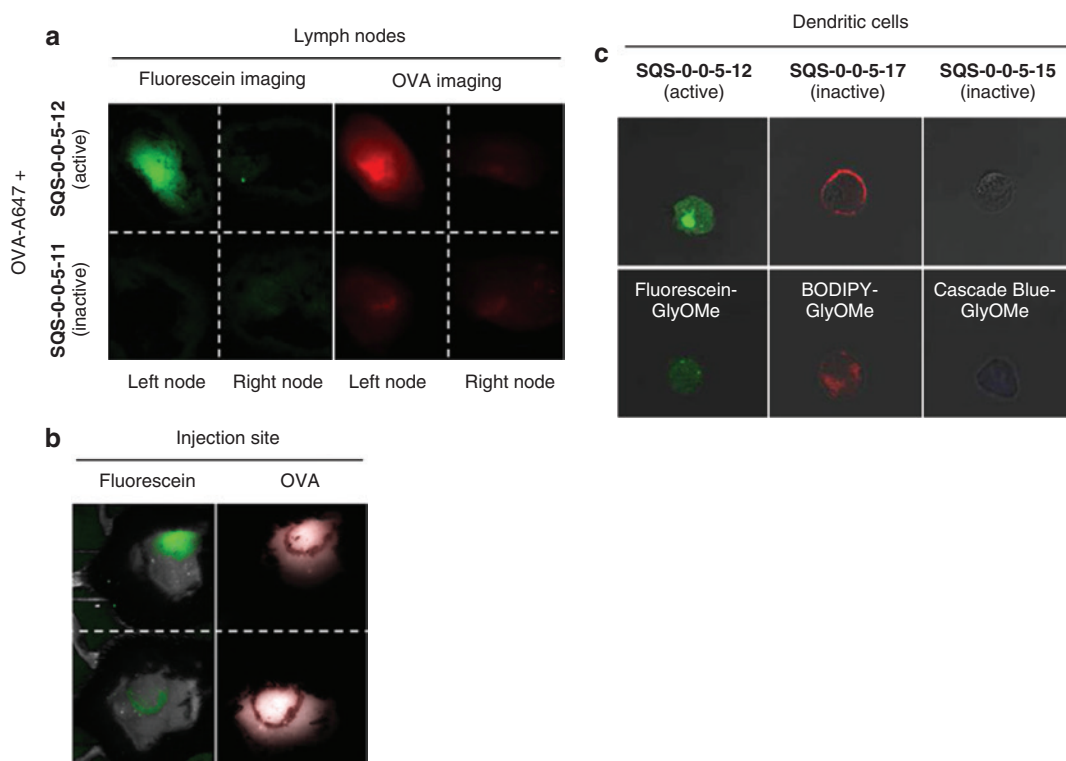 a
Lymph nodes
Fluorescein imaging
OVA imaging
OVA-A647 +
SQS-0-0-5-12
(active)
SQS-0-0-5-11
(inactive)
Left node
Right node
Left node
Right node
b
Injection site
Fluorescein
OVA
c
Dendritic cells
SQS-0-0-5-12
(active)
SQS-0-0-5-17
(inactive)
SQS-0-0-5-15
(inactive)
Fluorescein-
GlyOMe
BODIPY-
GlyOMe
Cascade Blue-
GlyOMe